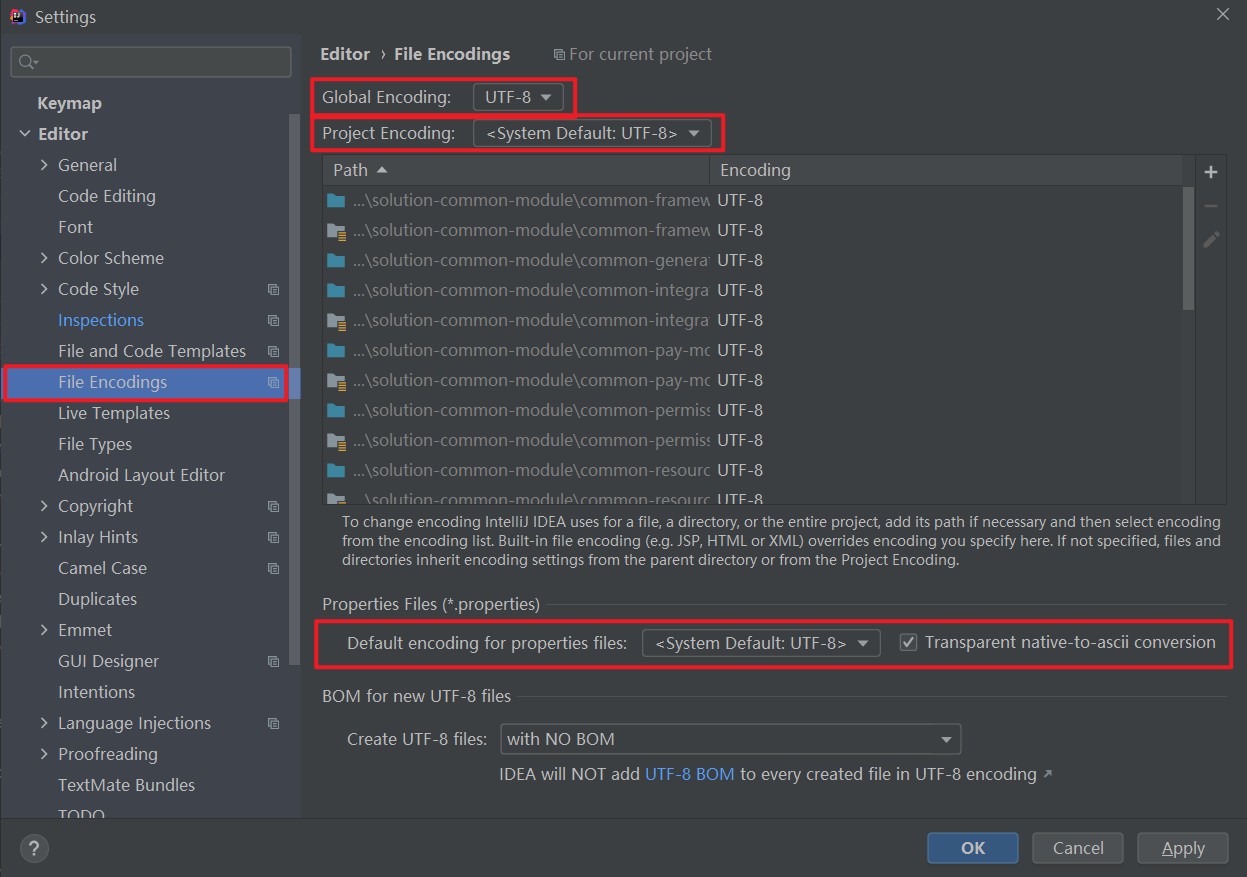 Settings
Keymap
Editor
General
Code Editing
Font
Color Scheme
Code Style
Inspections
File and Code Templates
File Encodings
Live Templates
File Types
Android Layout Editor
Copyright
Inlay Hints
Camel Case
Duplicates
Emmet
GUI Designer
Intentions
Language Injections
Proofreading
TextMate Bundles
TODO
Editor › File Encodings For current project
Global Encoding: UTF-8
Project Encoding: <System Default: UTF-8>
Path Encoding
...\solution-common-module\common-framew UTF-8
...\solution-common-module\common-framew UTF-8
...\solution-common-module\common-genera UTF-8
...\solution-common-module\common-integra UTF-8
...\solution-common-module\common-integra UTF-8
...\solution-common-module\common-pay-mo UTF-8
...\solution-common-module\common-pay-mo UTF-8
...\solution-common-module\common-permiss UTF-8
...\solution-common-module\common-permiss UTF-8
...\solution-common-module\common-resourc UTF-8
...\solution-common-module\common-resourc UTF-8
To change encoding IntelliJ IDEA uses for a file, a directory, or the entire project, add its path if necessary and then select encoding
from the encoding list. Built-in file encoding (e.g. JSP, HTML or XML) overrides encoding you specify here. If not specified, files and
directories inherit encoding settings from the parent directory or from the Project Encoding.
Properties Files (*.properties)
Default encoding for properties files: <System Default: UTF-8> Transparent native-to-ascii conversion
BOM for new UTF-8 files
Create UTF-8 files: with NO BOM
IDEA will NOT add UTF-8 BOM to every created file in UTF-8 encoding ↗
?
OK Cancel Apply